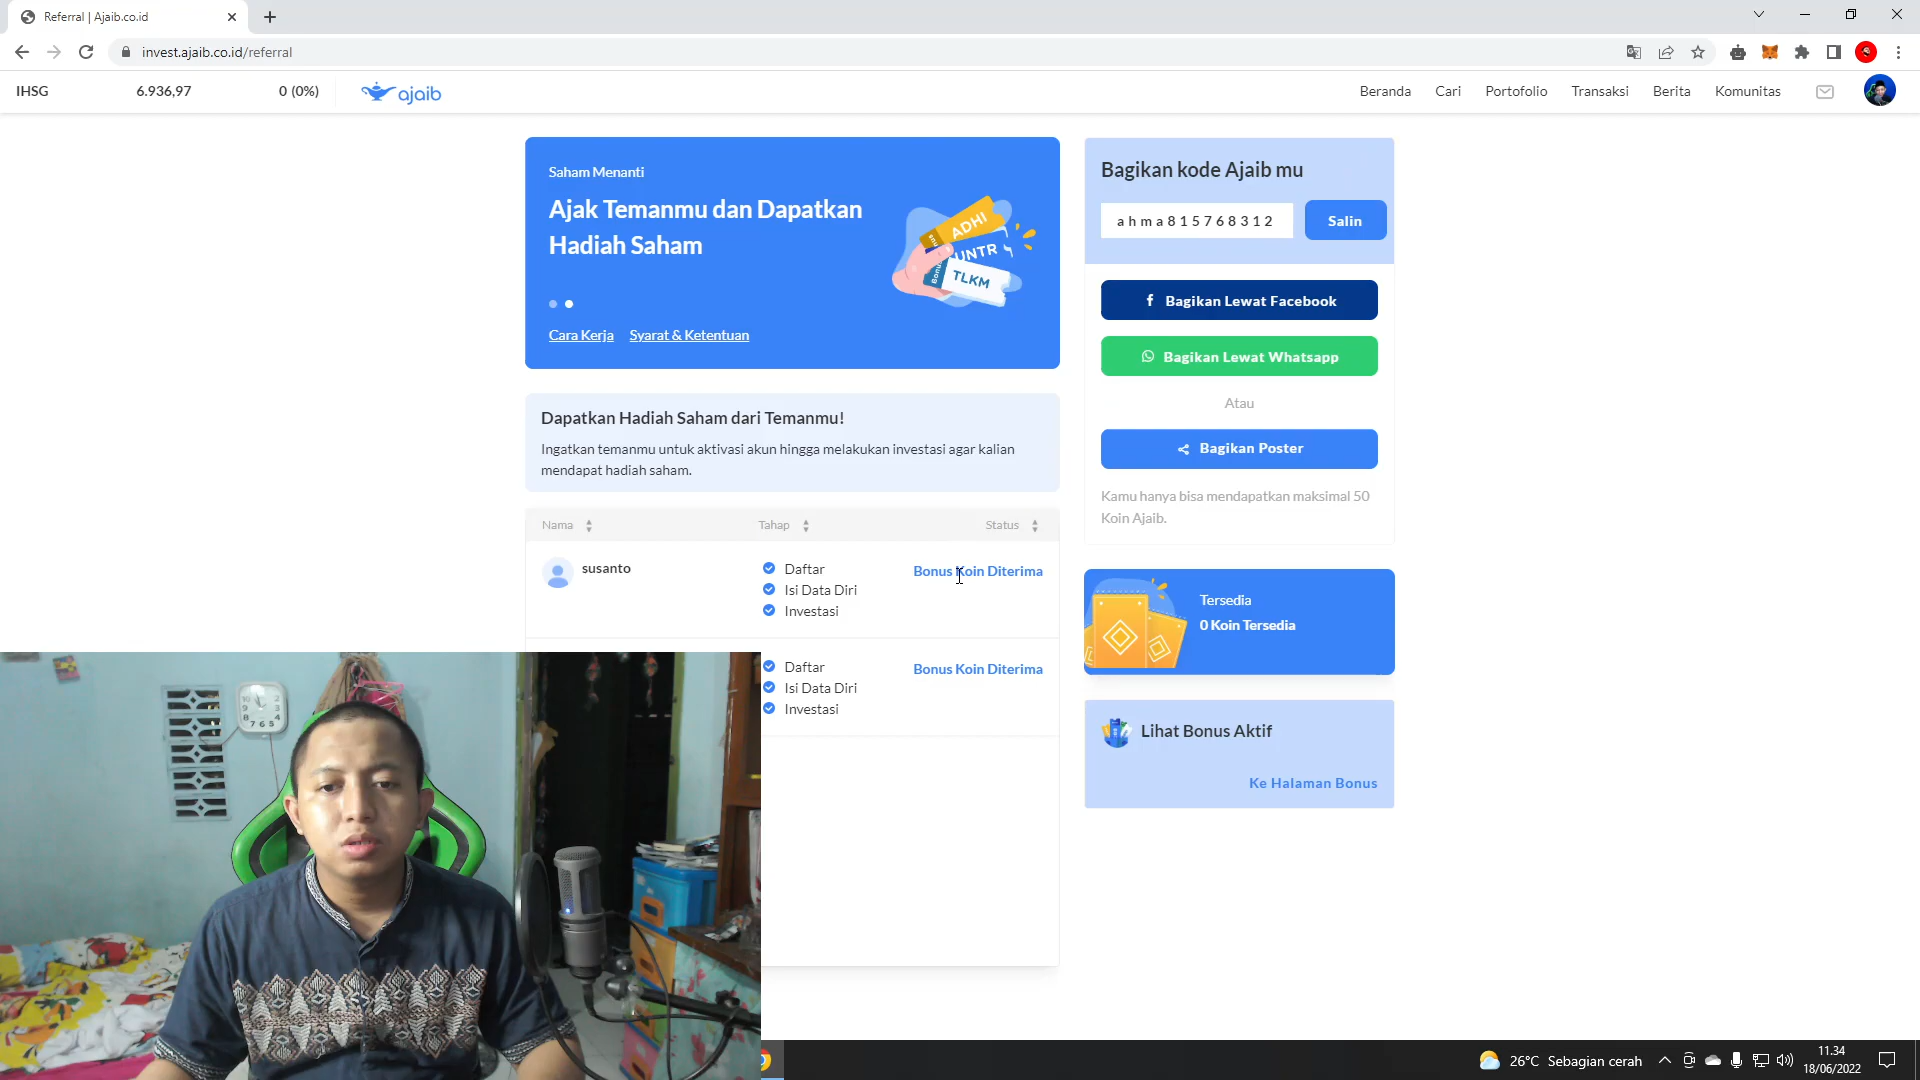 Referral | Ajaib.co.id
invest.ajaib.co.id/referral
IHSG 6.936,97 0 (0%)
ajaib
Beranda Cari Portofolio Transaksi Berita Komunitas
Saham Menanti
Ajak Temanmu dan Dapatkan
Hadiah Saham
ADHI
UNTR
TLKM
Cara Kerja Syarat & Ketentuan
Dapatkan Hadiah Saham dari Temanmu!
Ingatkan temanmu untuk aktivasi akun hingga melakukan investasi agar kalian
mendapat hadiah saham.
Nama Tahap Status
susanto Daftar Bonus Koin Diterima
Isi Data Diri
Investasi
Daftar Bonus Koin Diterima
Isi Data Diri
Investasi
Bagikan kode Ajaib mu
ahma815768312 Salin
Bagikan Lewat Facebook
Bagikan Lewat Whatsapp
Atau
Bagikan Poster
Kamu hanya bisa mendapatkan maksimal 50
Koin Ajaib.
Tersedia
0 Koin Tersedia
Lihat Bonus Aktif
Ke Halaman Bonus
26°C Sebagian cerah
11.34
18/06/2022